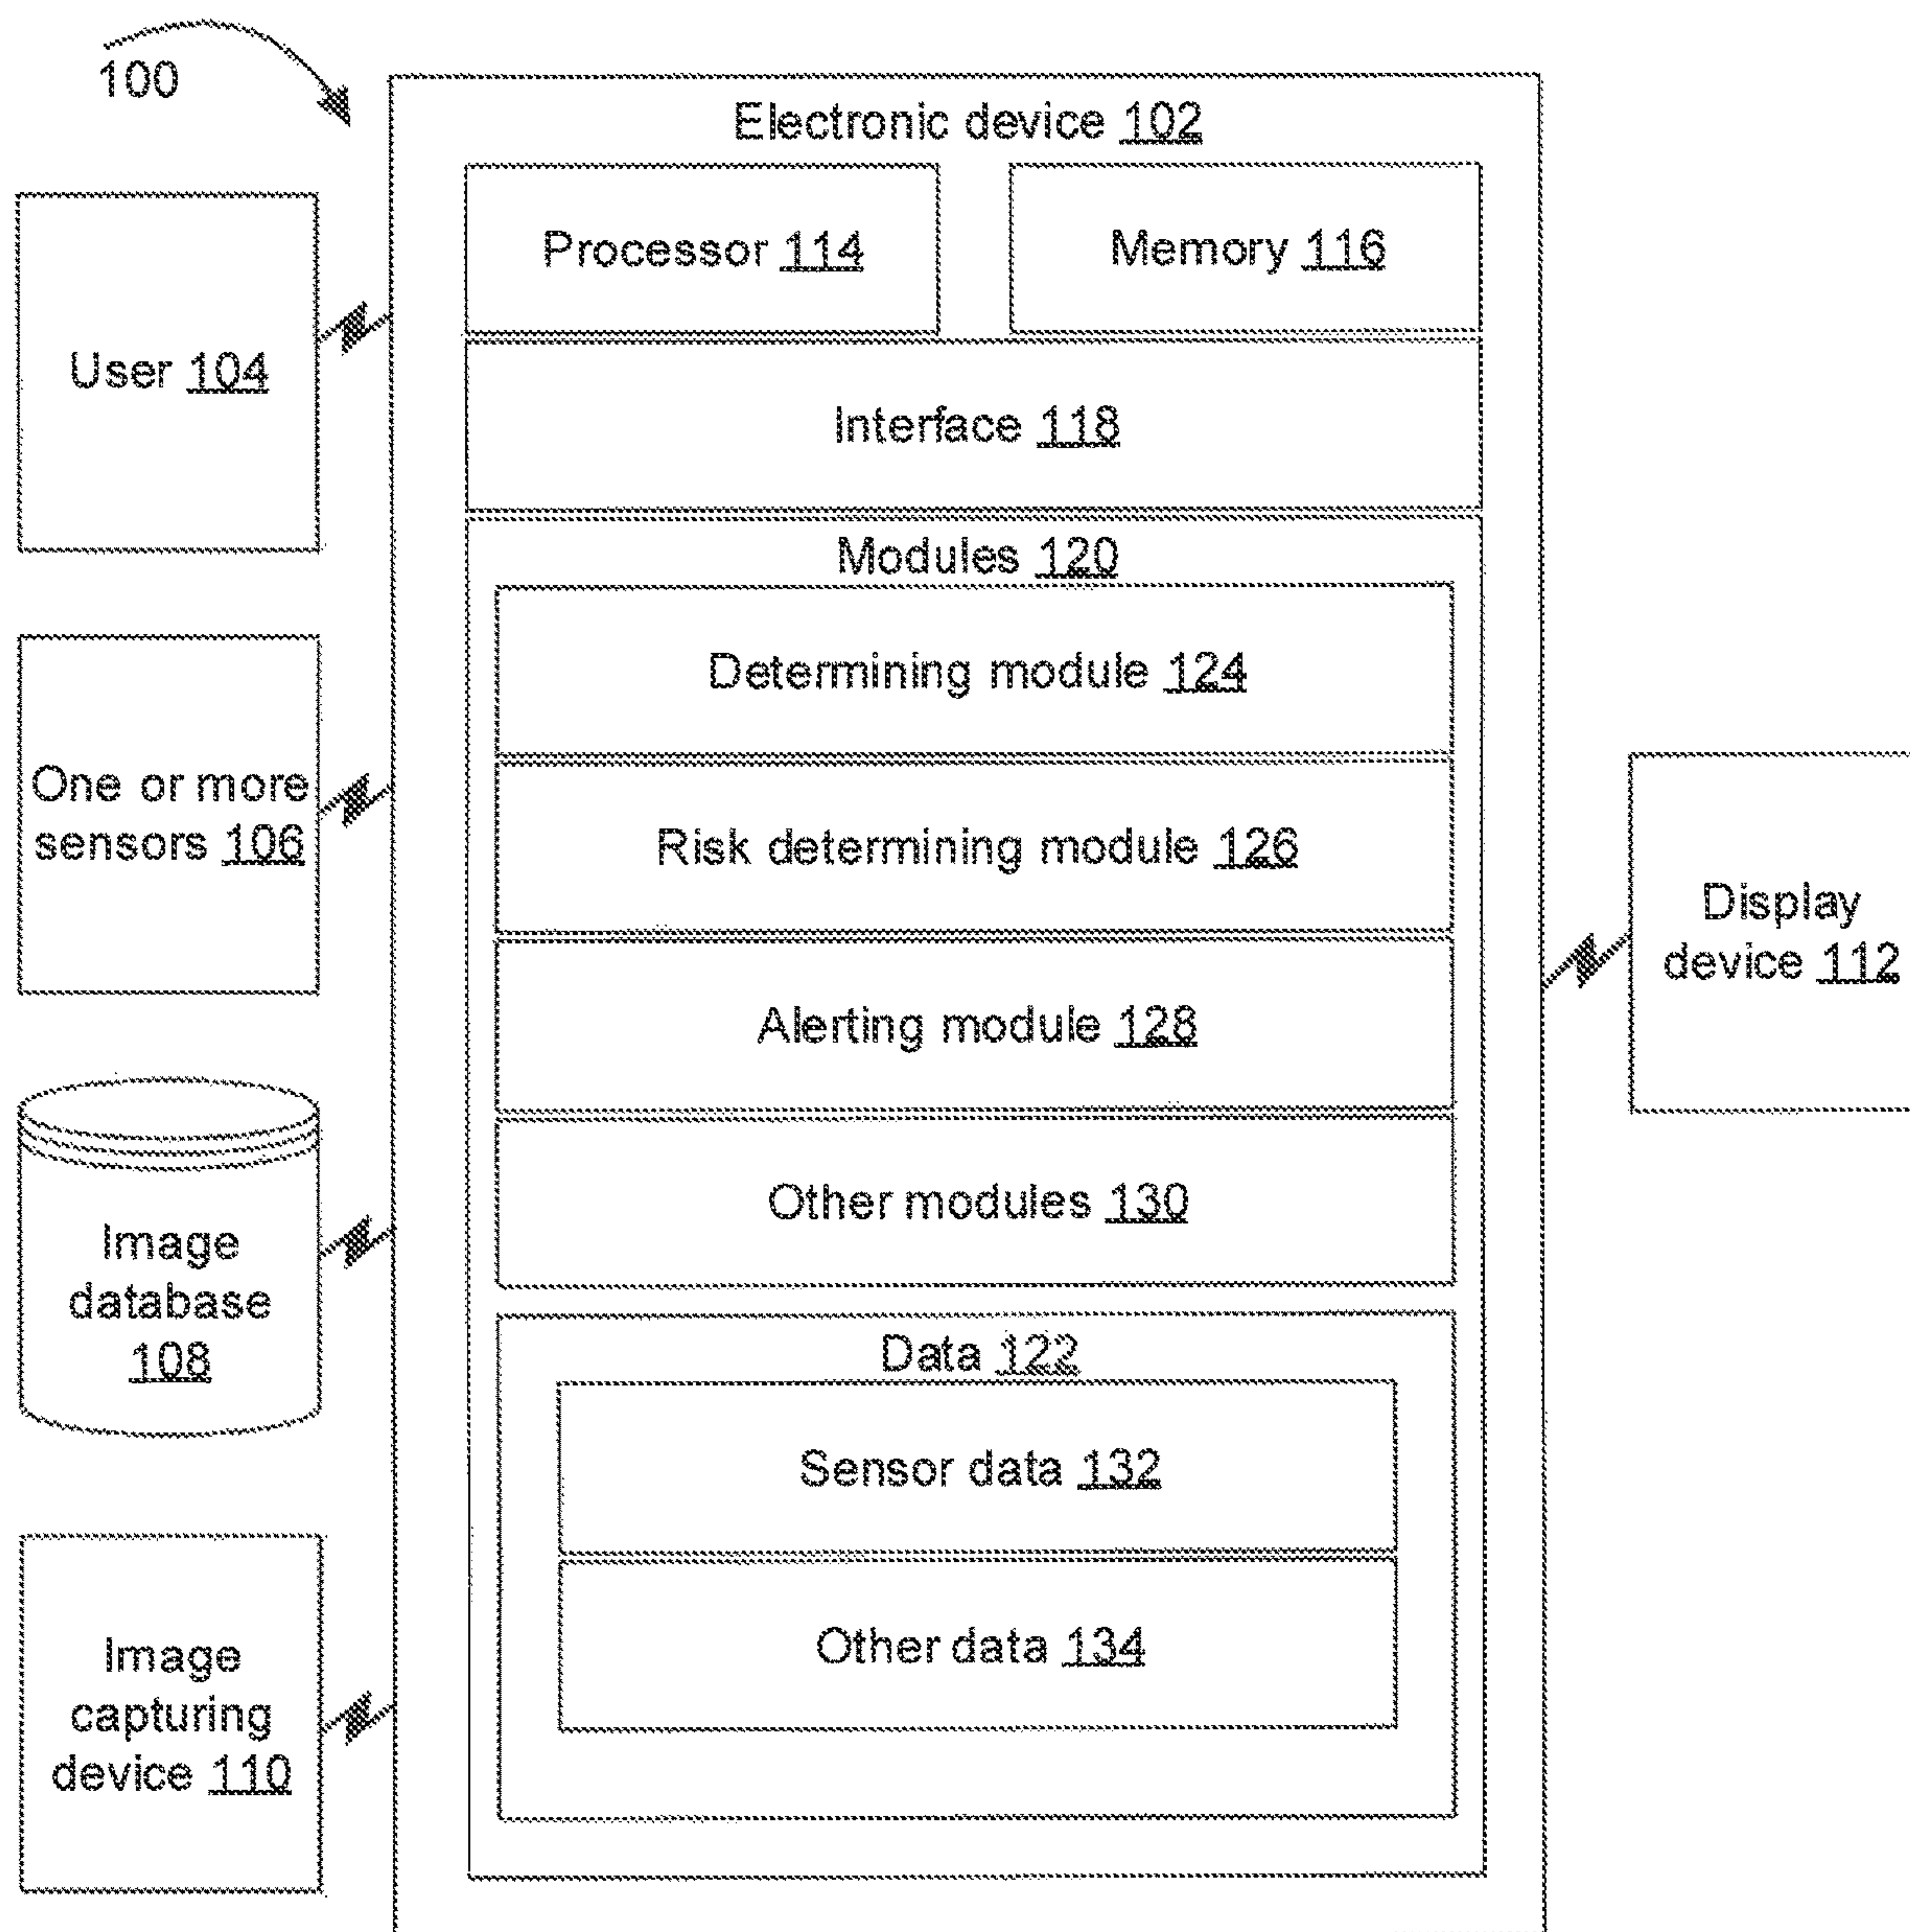 100
Electronic device 102
Processor 114
Memory 116
User 104
Interface 118
Modules 120
Determining module 124
One or more
sensors 106
Risk determining module 126
Display
device 112
Alerting module 128
Other modules 130
Image
database
108
Data 122
Sensor data 132
Other data 134
Image
capturing
device 110